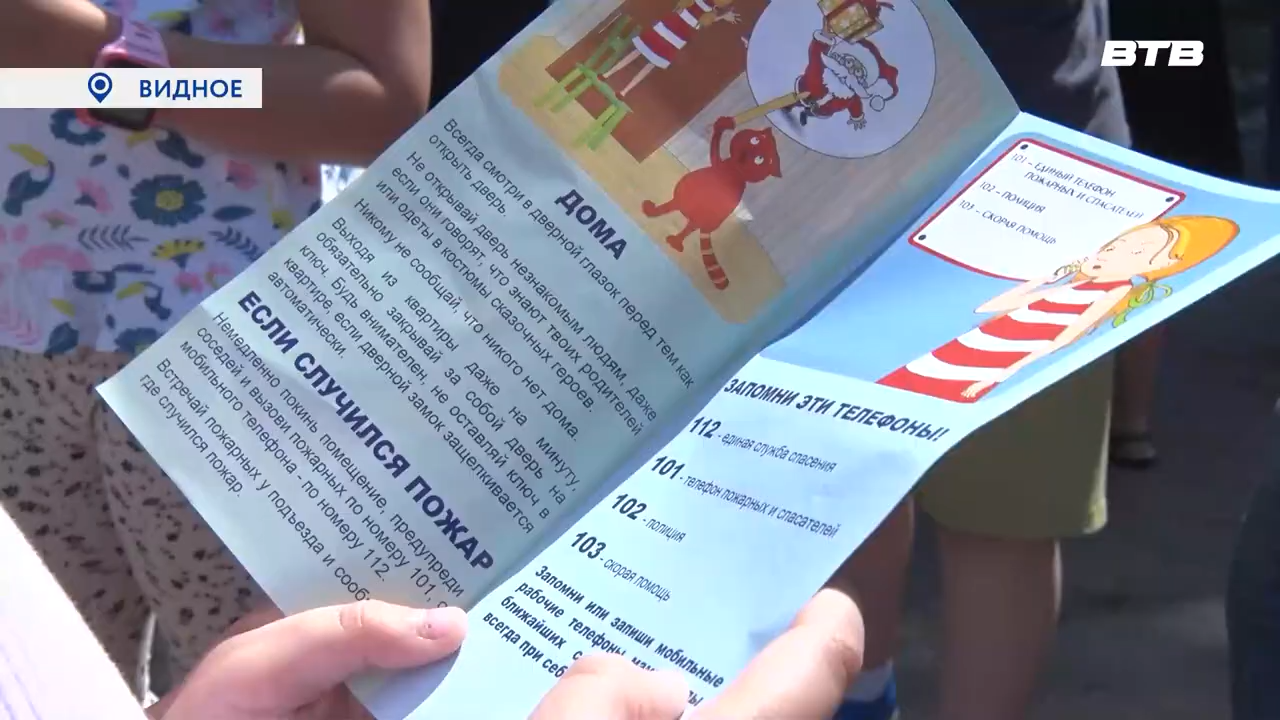 ВИДНОЕ
ВТВ
ДОМА
Всегда смотри в дверной глазок перед тем как
открыть дверь.
Не открывай дверь незнакомым людям, даже
если они говорят, что знают твоих родителей
или одеты в костюмы сказочных героев.
Никому не сообщай, что никого нет дома.
Выходя из квартиры даже на минуту,
обязательно закрывай за собой дверь на
ключ. Будь внимателен, не оставляй ключ в
квартире, если дверной замок защелкивается
автоматически.
ЕСЛИ СЛУЧИЛСЯ ПОЖАР
Немедленно покинь помещение, предупреди
соседей и вызови пожарных по номеру 101, с
мобильного телефона - по номеру 112.
Встречай пожарных у подъезда и сооб
где случился пожар.
101 – ЕДИНЫЙ ТЕЛЕФОН
ПОЖАРНЫХ И СПАСАТЕЛЕЙ
102 – ПОЛИЦИЯ
103 – СКОРАЯ ПОМОЩЬ
ЗАПОМНИ ЭТИ ТЕЛЕФОНЫ!
112 - единая служба спасения
101 - телефон пожарных и спасателей
102 - полиция
103 - скорая помощь
Запомни или запиши мобильные
рабочие телефоны
ближайших
всегда при себ